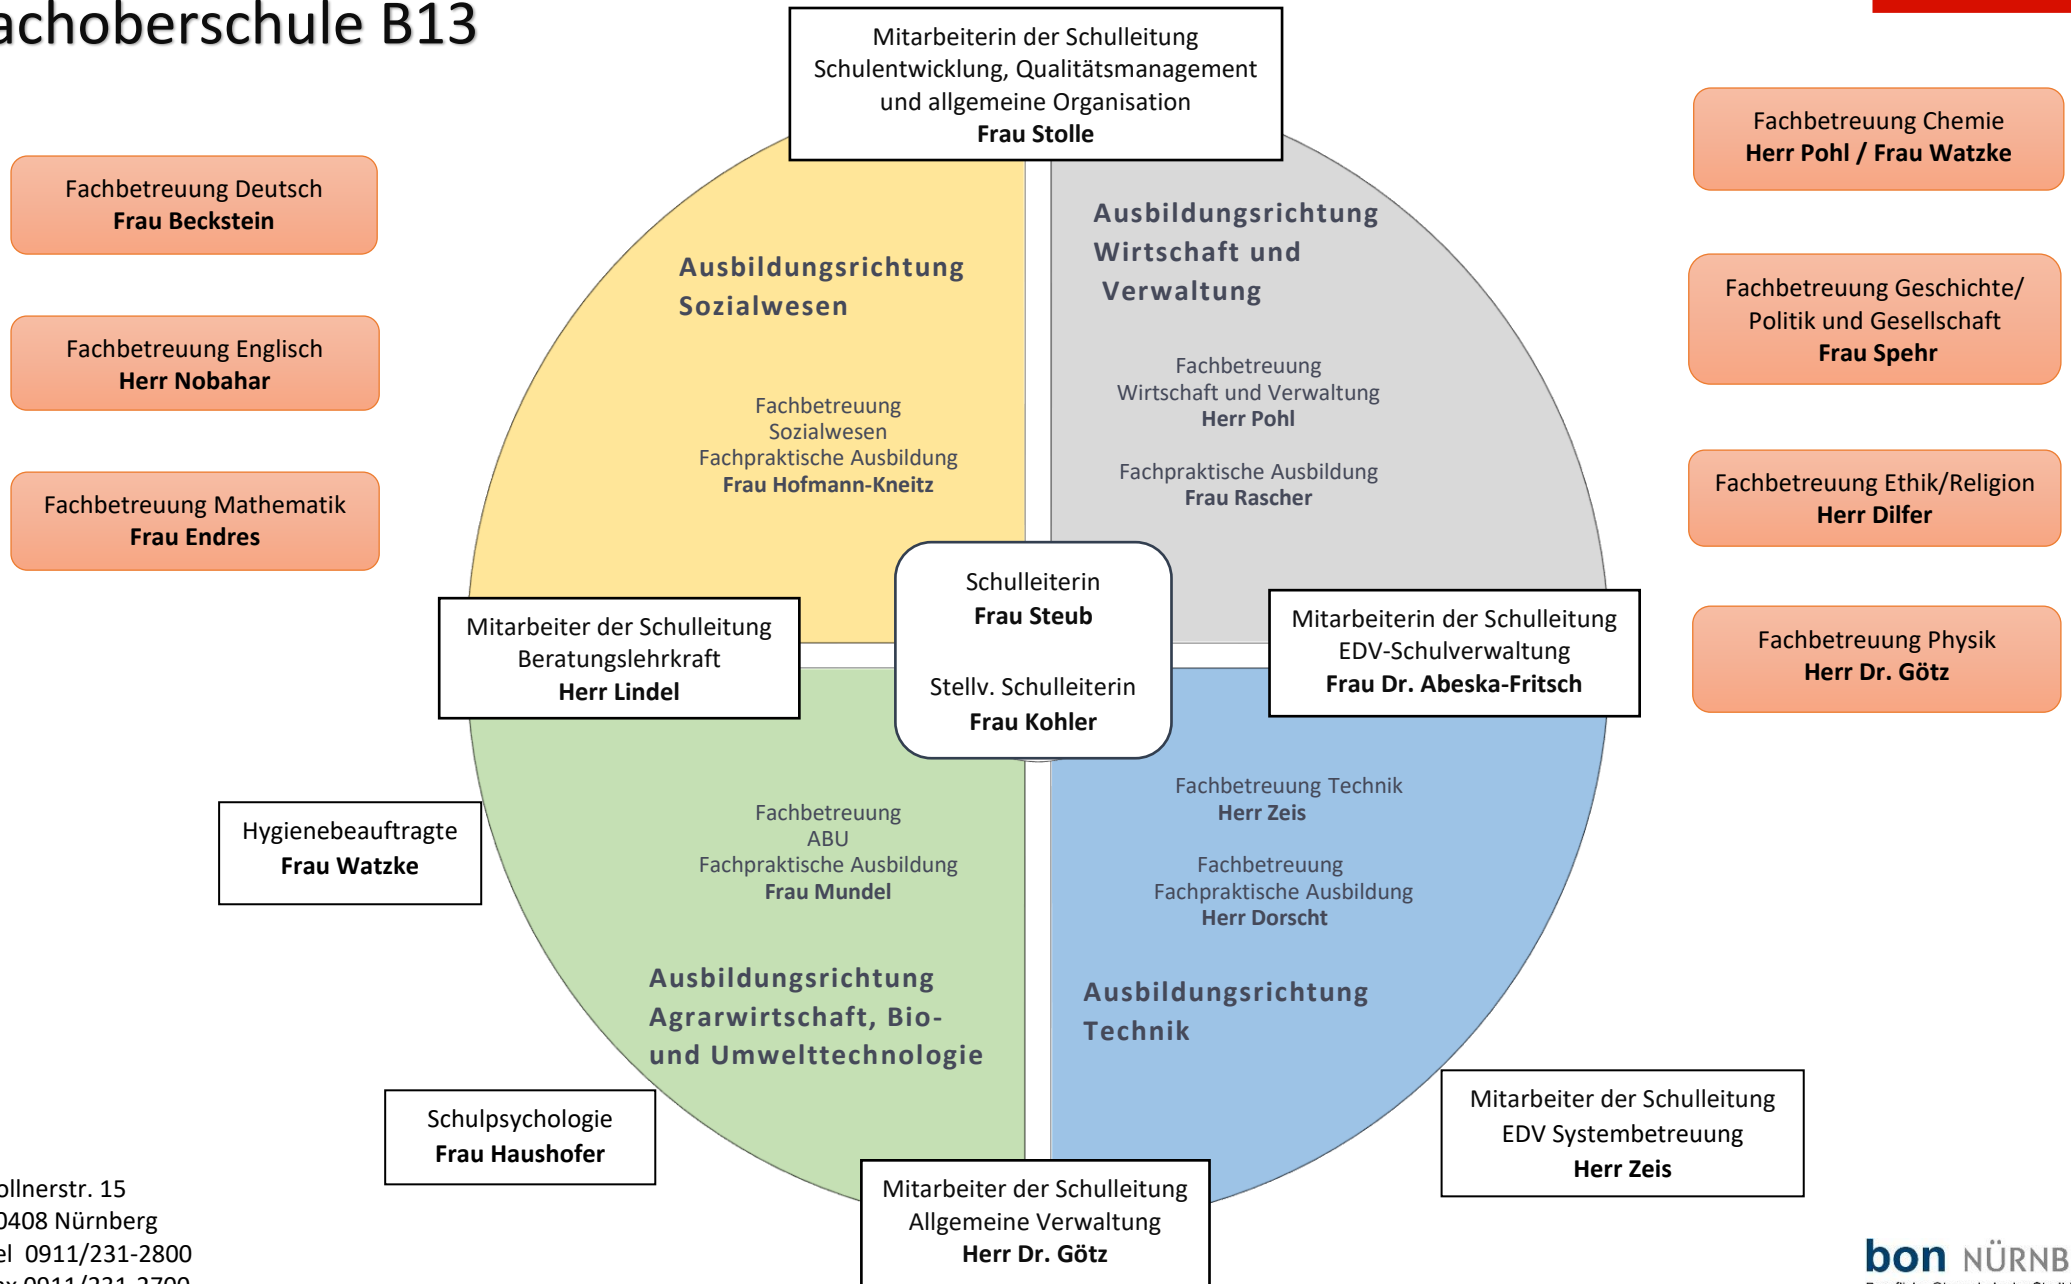 achoberschule B13
Mitarbeiterin der Schulleitung
Schulentwicklung, Qualitätsmanagement
und allgemeine Organisation
Frau Stolle
Fachbetreuung Deutsch
Frau Beckstein
Fachbetreuung Englisch
Herr Nobahar
Fachbetreuung Mathematik
Frau Endres
Ausbildungsrichtung
Sozialwesen
Fachbetreuung
Sozialwesen
Fachpraktische Ausbildung
Frau Hofmann-Kneitz
Ausbildungsrichtung
Wirtschaft und
Verwaltung
Fachbetreuung
Wirtschaft und Verwaltung
Herr Pohl
Fachpraktische Ausbildung
Frau Rascher
Fachbetreuung Chemie
Herr Pohl / Frau Watzke
Fachbetreuung Geschichte/
Politik und Gesellschaft
Frau Spehr
Fachbetreuung Ethik/Religion
Herr Dilfer
Fachbetreuung Physik
Herr Dr. Götz
Mitarbeiter der Schulleitung
Beratungslehrkraft
Herr Lindel
Schulleiterin
Frau Steub
Stellv. Schulleiterin
Frau Kohler
Mitarbeiterin der Schulleitung
EDV-Schulverwaltung
Frau Dr. Abeska-Fritsch
Hygienebeauftragte
Frau Watzke
Fachbetreuung
ABU
Fachpraktische Ausbildung
Frau Mundel
Ausbildungsrichtung
Agrarwirtschaft, Bio-
und Umwelttechnologie
Fachbetreuung Technik
Herr Zeis
Fachbetreuung
Fachpraktische Ausbildung
Herr Dorscht
Ausbildungsrichtung
Technik
Schulpsychologie
Frau Haushofer
Mitarbeiter der Schulleitung
EDV Systembetreuung
Herr Zeis
Mitarbeiter der Schulleitung
Allgemeine Verwaltung
Herr Dr. Götz
ollnerstr. 15
0408 Nürnberg
el 0911/231-2800
0911/231-2700
bon NÜRNB